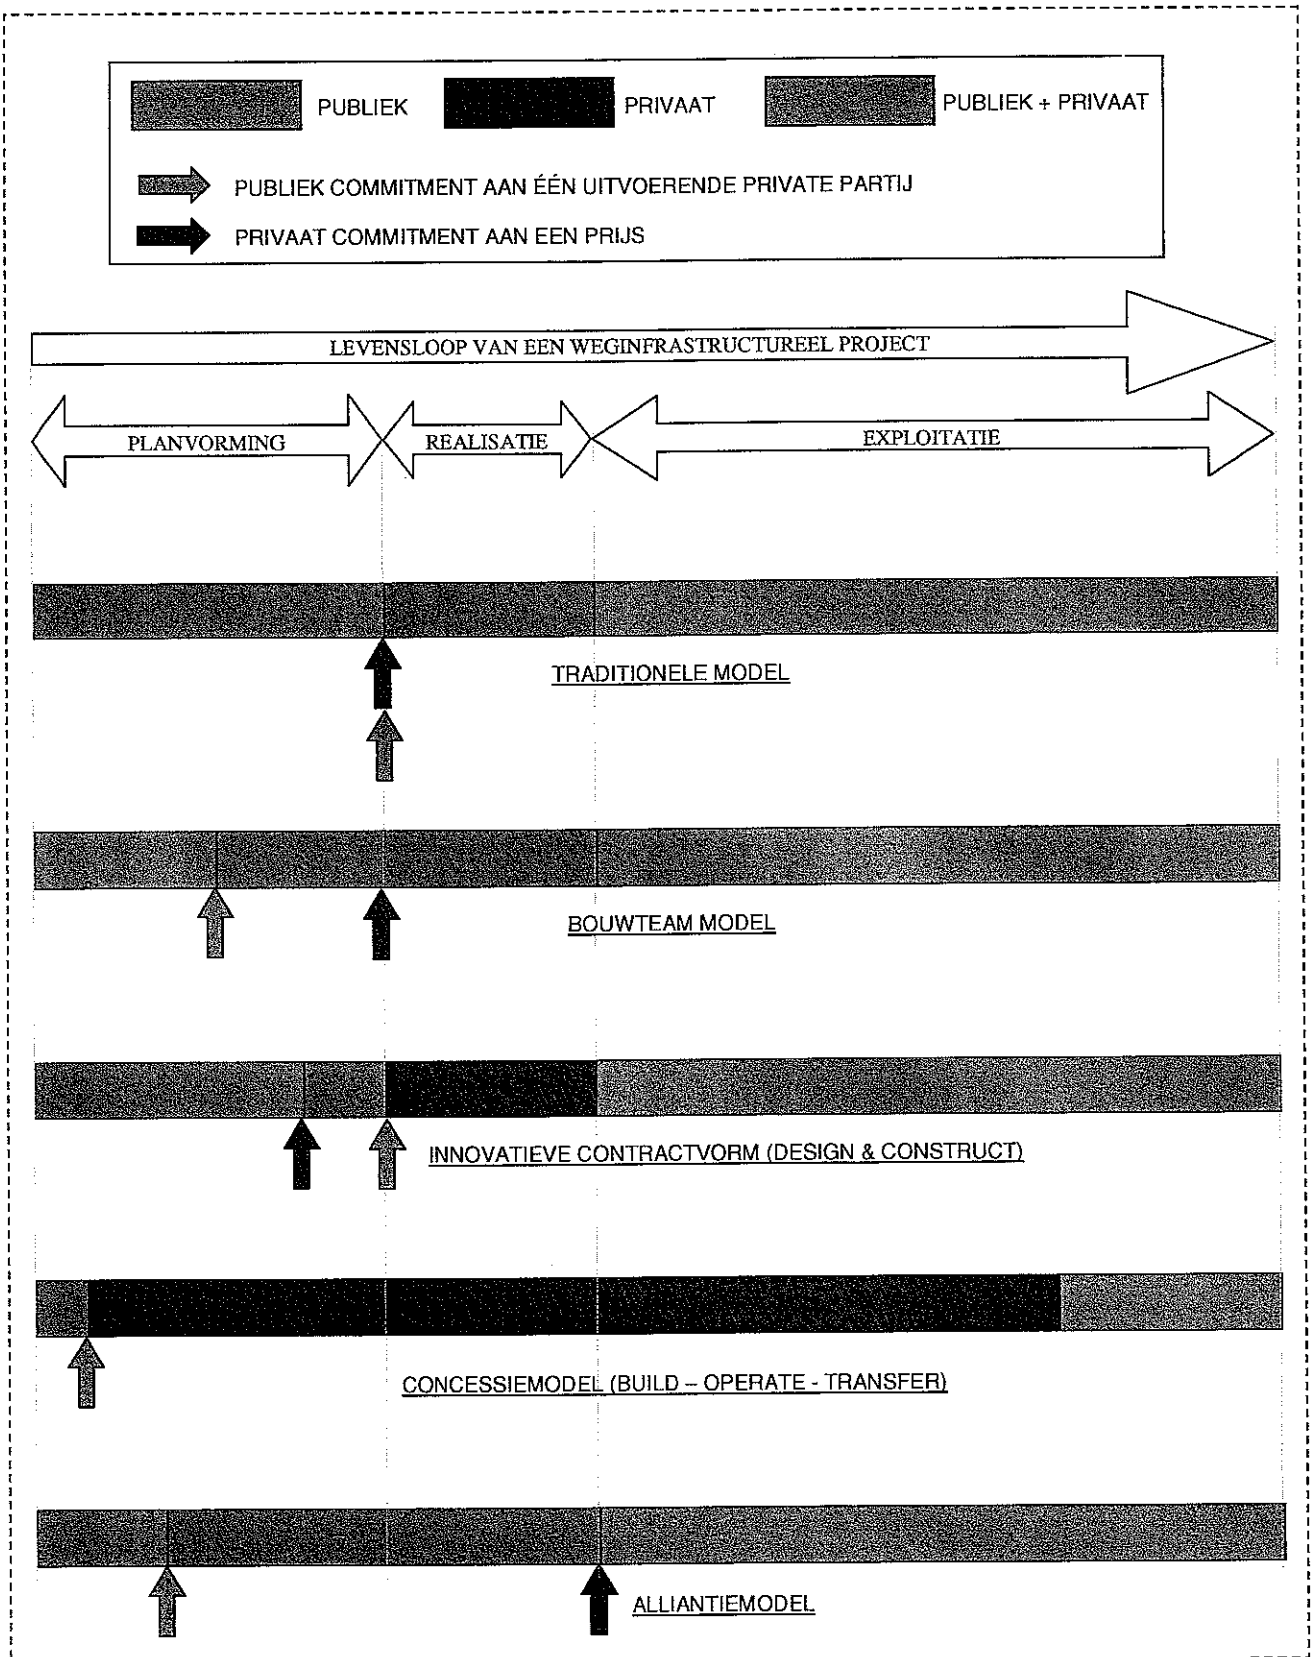 PUBLIEK
PRIVAAT
PUBLIEK + PRIVAAT
PUBLIEK COMMITMENT AAN ÉÉN UITVOERENDE PRIVATE PARTIJ
PRIVAAT COMMITMENT AAN EEN PRIJS
LEVENSLOOP VAN EEN WEGINFRASTRUCTUREEL PROJECT
PLANVORMING
REALISATIE
EXPLOITATIE
TRADITIONELE MODEL
BOUWTEAM MODEL
INNOVATIEVE CONTRACTVORM (DESIGN & CONSTRUCT)
CONCESSIEMODEL (BUILD – OPERATE - TRANSFER)
ALLIANTIEMODEL